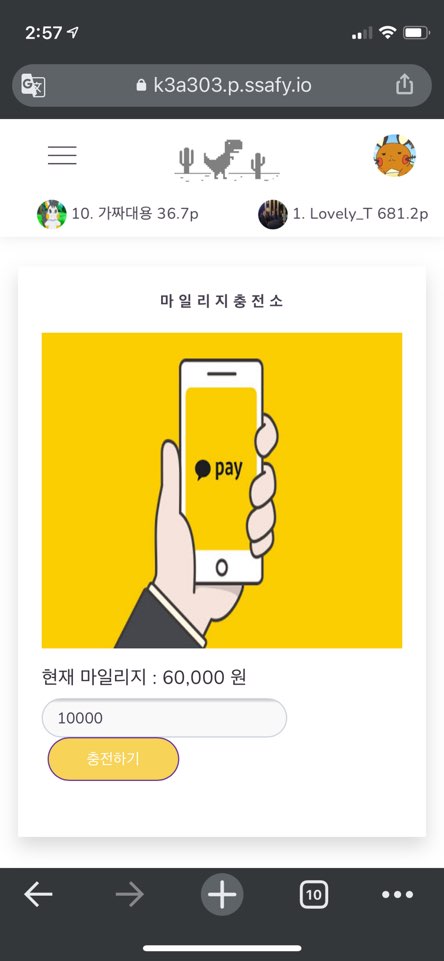 2:57
k3a303.p.ssafy.io
10. 가짜대용 36.7p
1. Lovely_T 681.2p
마일리지충전소
pay
현재 마일리지 : 60,000 원
10000
충전하기
10